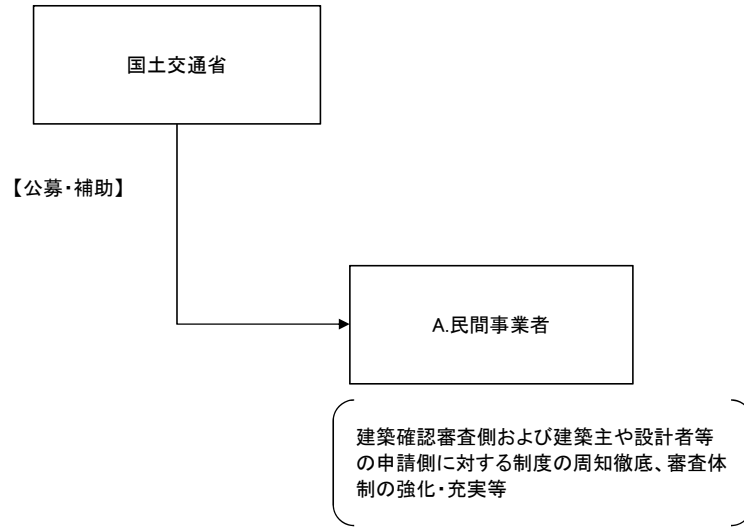 国土交通省
【公募・補助】
A.民間事業者
建築確認審査側および建築主や設計者等
の申請側に対する制度の周知徹底、審査体
制の強化・充実等